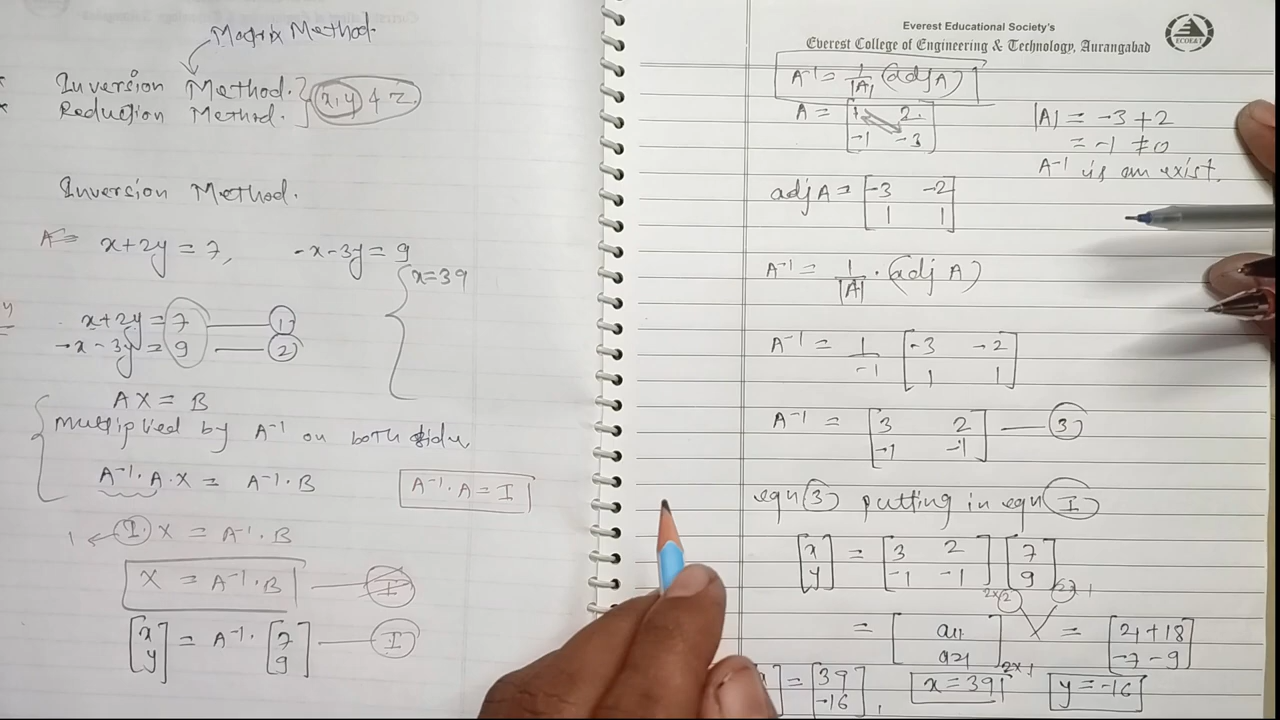 Matrix Method.
Inversion Method.
Reduction Method.
x, y & z.
Inversion Method.
x+2y = 7, -x-3y = 9
x=39
x+2y = 7 — 1
-x-3y = 9 — 2
AX = B
multiplied by A⁻¹ on both side
A⁻¹·A·X = A⁻¹·B
A⁻¹·A = I
1 ← I X = A⁻¹·B
X = A⁻¹·B — I
[x y] = A⁻¹·[7 9] — I
Everest Educational Society's
Everest College of Engineering & Technology, Aurangabad
ECOE&T
A⁻¹ = 1/|A| (adj A)
A = [1 2. -1 -3]
|A| = -3+2
= -1 ≠ 0
A⁻¹ is an exist.
adj A = [-3 -2 1 1]
A⁻¹ = 1/|A| · (adj A)
A⁻¹ = 1/-1 [-3 -2 1 1]
A⁻¹ = [3 2 -1 -1] — 3
eqn (3) putting in eqn I
[x y] = [3 2 -1 -1] [7 9]
= [a11 a21] 2x1 = [21+18 -7-9]
= [39 -16], x=39 y=-16